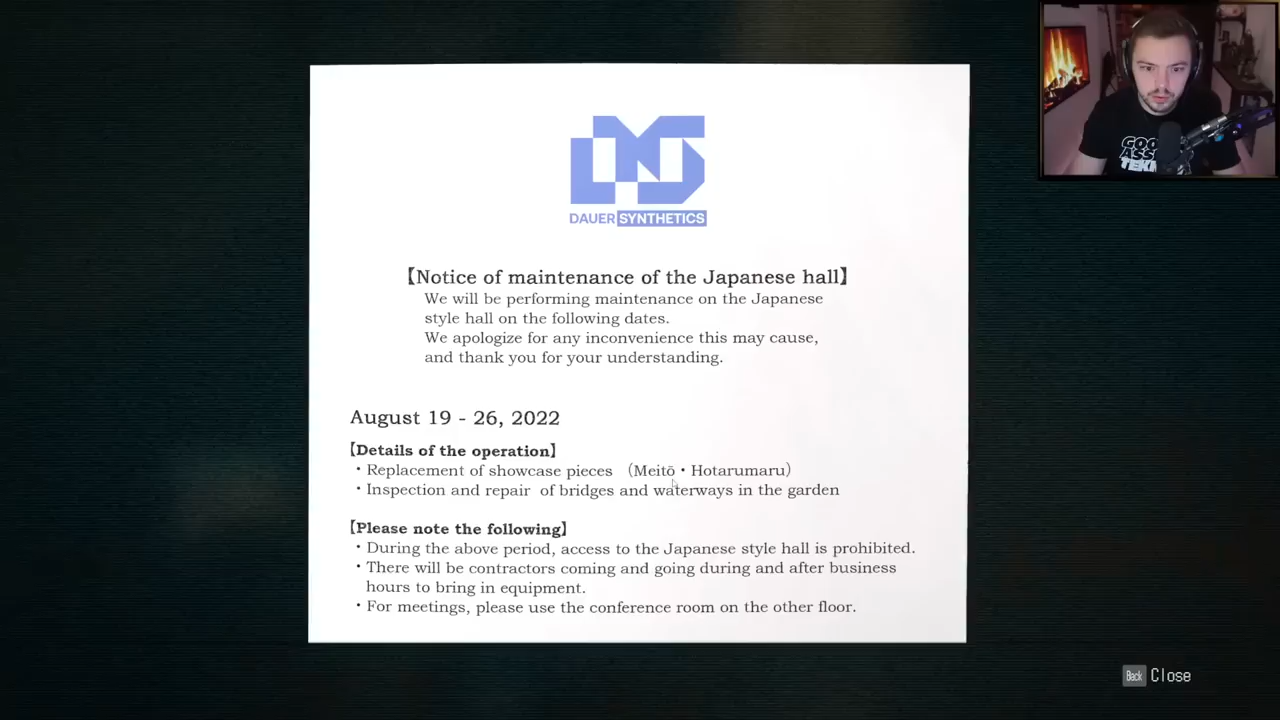 DAUER SYNTHETICS
【Notice of maintenance of the Japanese hall】
We will be performing maintenance on the Japanese
style hall on the following dates.
We apologize for any inconvenience this may cause,
and thank you for your understanding.
August 19 - 26, 2022
【Details of the operation】
・Replacement of showcase pieces （Meitō・Hotarumaru）
・Inspection and repair of bridges and waterways in the garden
【Please note the following】
・During the above period, access to the Japanese style hall is prohibited.
・There will be contractors coming and going during and after business
hours to bring in equipment.
・For meetings, please use the conference room on the other floor.
Back Close